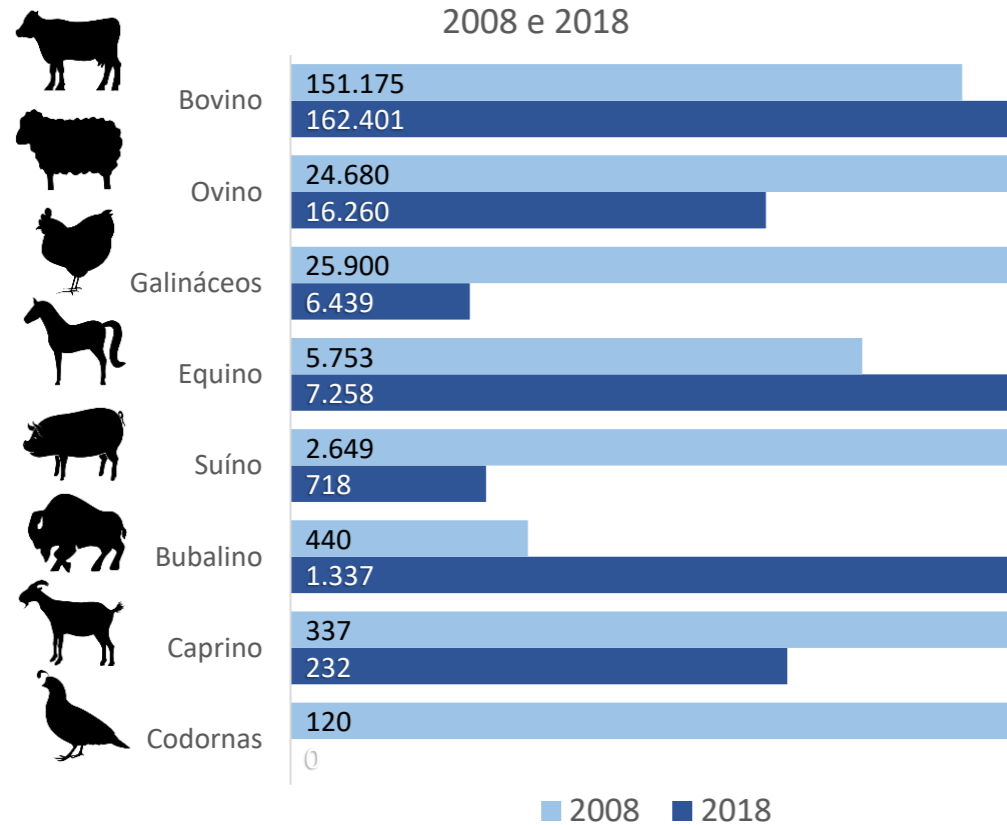 2008 e 2018
Bovino
151.175
162.401
Ovino
24.680
16.260
Galináceos
25.900
6.439
Equino
5.753
7.258
Suíno
2.649
718
Bubalino
440
1.337
Caprino
337
232
Codornas
120
0
2008 2018